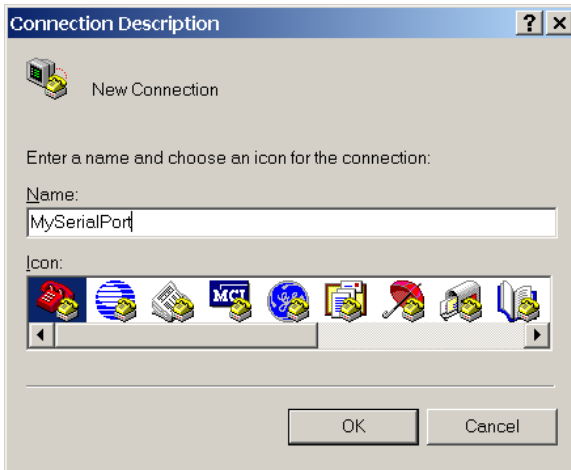 Connection Description
New Connection
Enter a name and choose an icon for the connection:
Name:
MySerialPort
Icon:
MCI
OK
Cancel